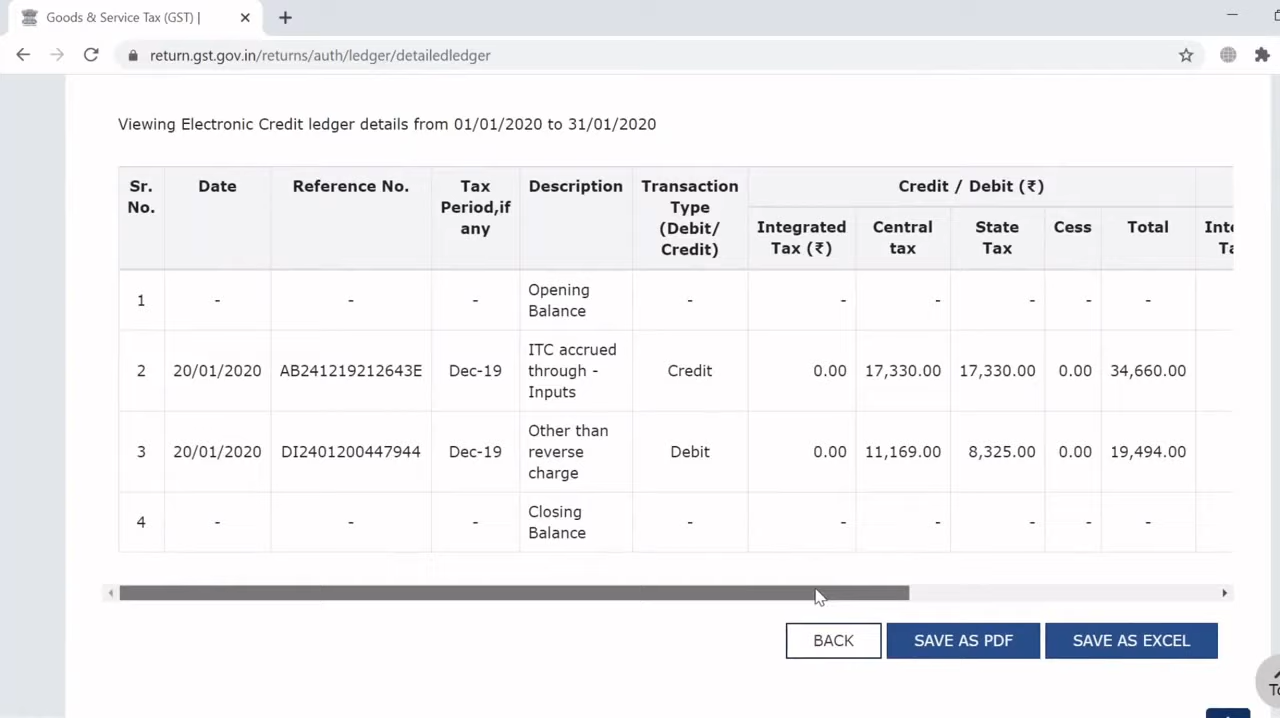 Goods & Service Tax (GST) |
return.gst.gov.in/returns/auth/ledger/detailedledger
Viewing Electronic Credit ledger details from 01/01/2020 to 31/01/2020
Sr. No. Date Reference No. Tax Period,if any Description Transaction Type (Debit/ Credit) Credit / Debit (₹)
Integrated Tax (₹) Central tax State Tax Cess Total
1 - - - Opening Balance - - - - - -
2 20/01/2020 AB241219212643E Dec-19 ITC accrued through - Inputs Credit 0.00 17,330.00 17,330.00 0.00 34,660.00
3 20/01/2020 DI2401200447944 Dec-19 Other than reverse charge Debit 0.00 11,169.00 8,325.00 0.00 19,494.00
4 - - - Closing Balance - - - - - -
BACK SAVE AS PDF SAVE AS EXCEL